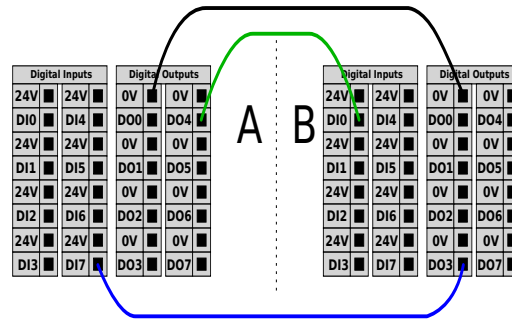 Digital Inputs Digital Outputs Digital Inputs Digital Outputs
24V 24V 0V 0V 24V 24V 0V 0V
DI0 DI4 DO0 DO4 A B DI0 DI4 DO0 DO4
24V 24V 0V 0V 24V 24V 0V 0V
DI1 DI5 DO1 DO5 DI1 DI5 DO1 DO5
24V 24V 0V 0V 24V 24V 0V 0V
DI2 DI6 DO2 DO6 DI2 DI6 DO2 DO6
24V 24V 0V 0V 24V 24V 0V 0V
DI3 DI7 DO3 DO7 DI3 DI7 DO3 DO7